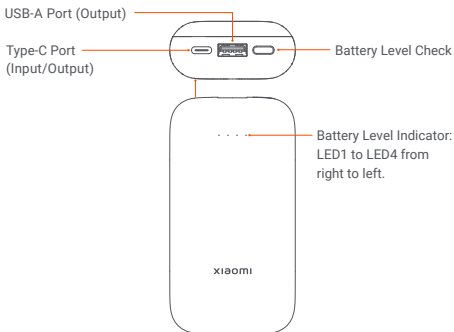 USB-A Port (Output)
Type-C Port
(Input/Output)
Battery Level Check
Battery Level Indicator:
LED1 to LED4 from
right to left.
xiaomi